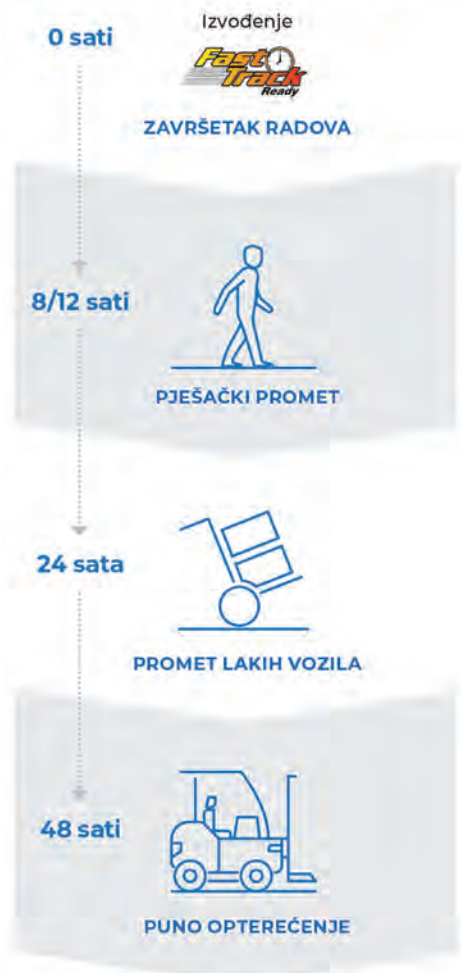 Izvođenje
0 sati
Fast
Track
Ready
ZAVRŠETAK RADOVA
8/12 sati
PJEŠAČKI PROMET
24 sata
PROMET LAKIH VOZILA
48 sati
PUNO OPTEREĆENJE